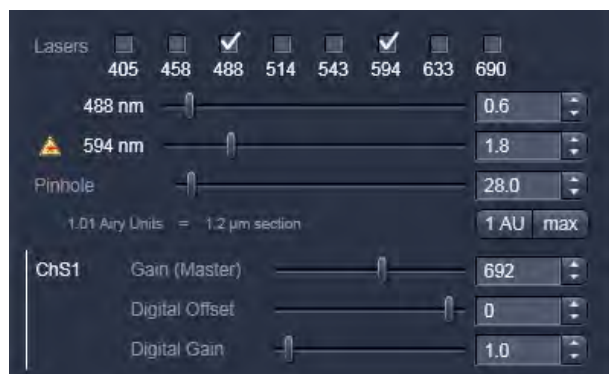 Lasers
405 458 488 514 543 594 633 690
488 nm 0.6
594 nm 1.8
Pinhole 28.0
1.01 Airy Units = 1.2 µm section 1 AU max
ChS1 Gain (Master) 692
Digital Offset 0
Digital Gain 1.0